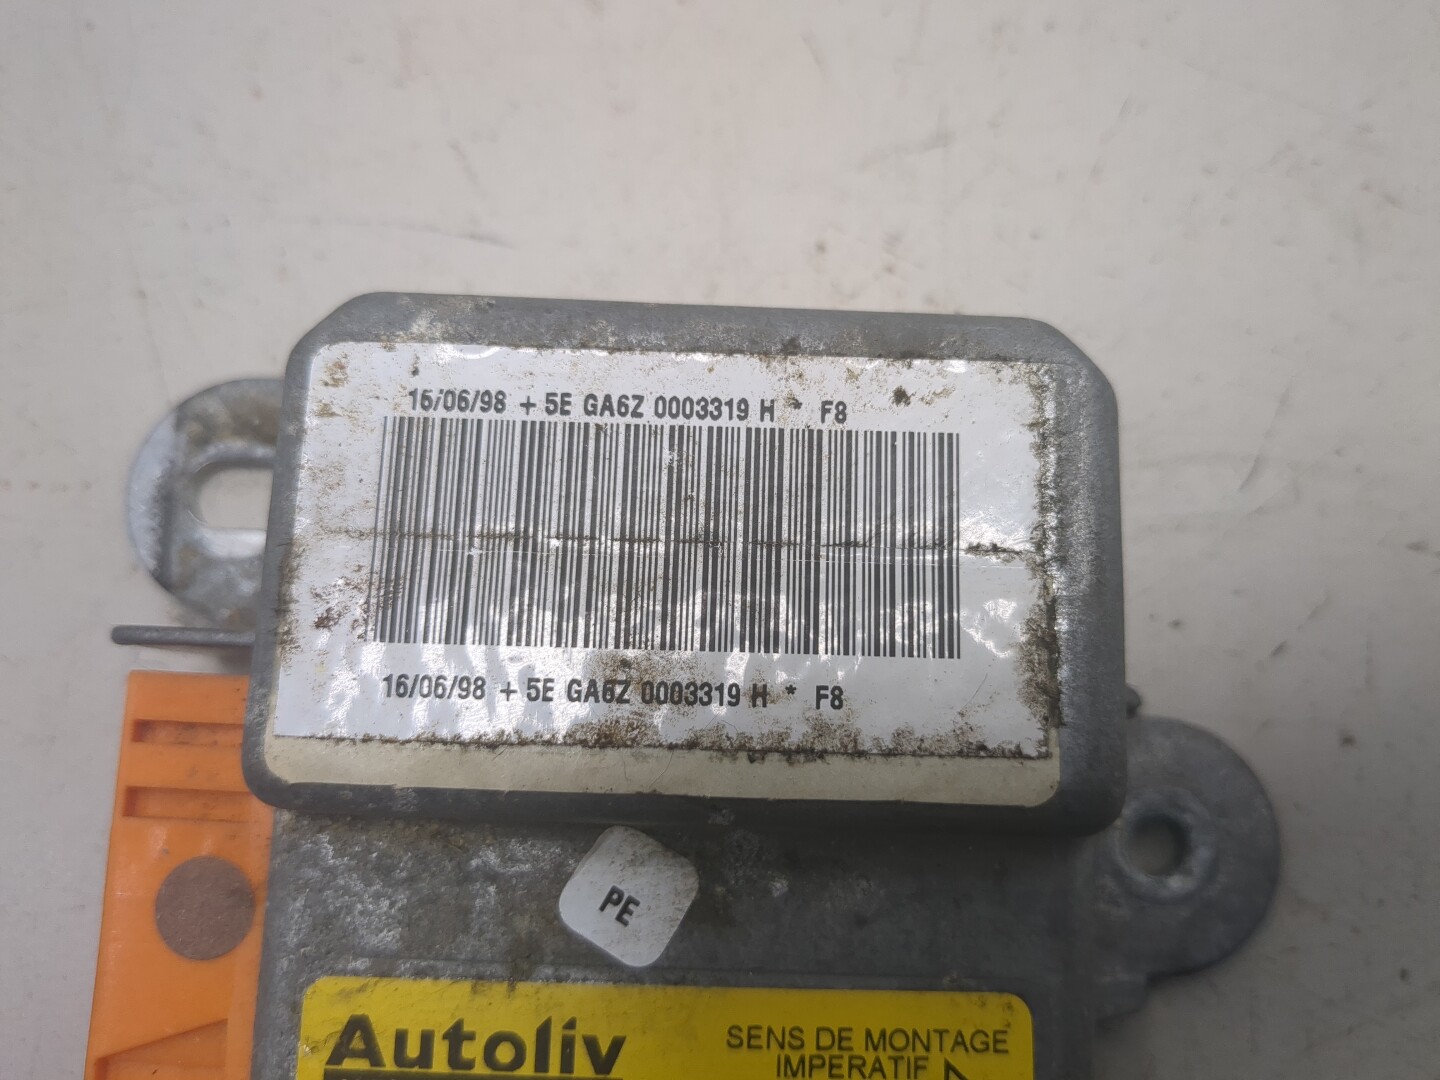 16/06/98 + 5E GA6Z 0003319 H * F8
16/06/98 + 5E GA6Z 0003319 H * F8
PE
Autoliv
SENS DE MONTAGE
IMPERATIF